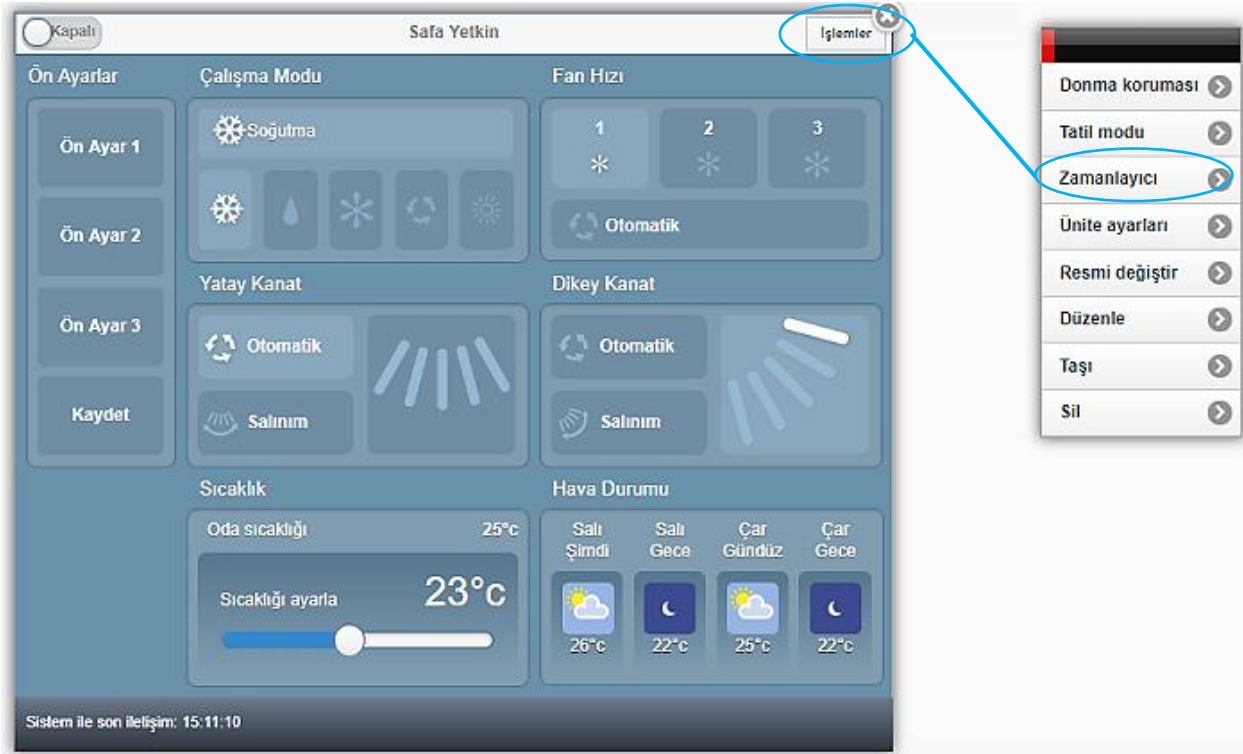 Kapalı
Safa Yetkin
İşlemler
Ön Ayarlar
Ön Ayar 1
Ön Ayar 2
Ön Ayar 3
Kaydet
Çalışma Modu
Soğutma
Fan Hızı
1 2 3
Otomatik
Yatay Kanat
Otomatik
Salınım
Dikey Kanat
Otomatik
Salınım
Sıcaklık
Oda sıcaklığı 25°c
Sıcaklığı ayarla 23°c
Hava Durumu
Salı Salı Çar Çar
Şimdi Gece Gündüz Gece
26°c 22°c 25°c 22°c
Sistem ile son iletişim: 15:11:10
Donma koruması
Tatil modu
Zamanlayıcı
Ünite ayarları
Resmi değiştir
Düzenle
Taşı
Sil